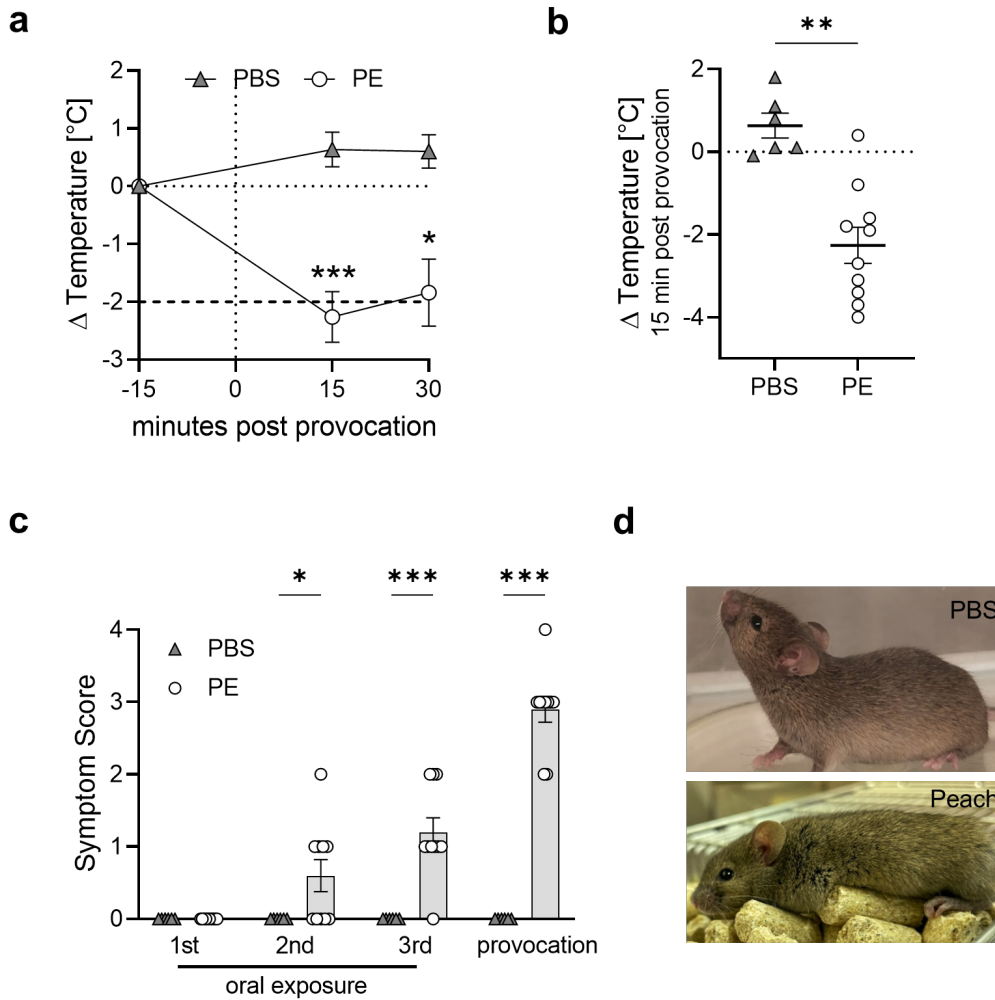 a
2
1
0
-1
-2
-3
Δ Temperature [°C]
PBS
PE
***
*
-15
0
15
30
minutes post provocation
b
**
2
0
-2
-4
Δ Temperature [°C]
15 min post provocation
PBS
PE
c
*
***
***
4
3
2
1
0
Symptom Score
PBS
PE
1st
2nd
3rd
provocation
oral exposure
d
PBS
Peach